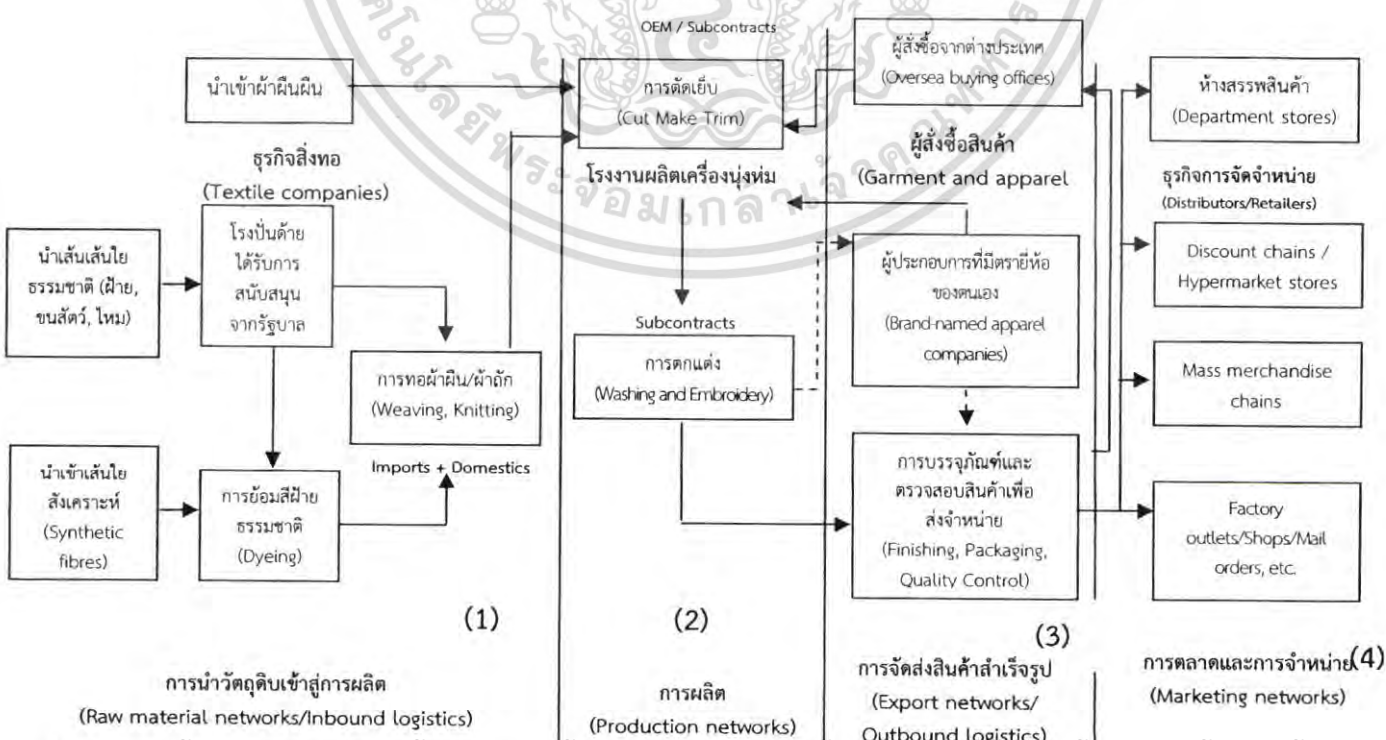 OEM / Subcontracts
นำเข้าผ้าผืนผืน
การตัดเย็บ
(Cut Make Trim)
ผู้สั่งซื้อจากต่างประเทศ
(Oversea buying offices)
ห้างสรรพสินค้า
(Department stores)
ธุรกิจสิ่งทอ
(Textile companies)
โรงงานผลิตเครื่องนุ่งห่ม
ผู้สั่งซื้อสินค้า
(Garment and apparel
ธุรกิจการจัดจำหน่าย
(Distributors/Retailers)
นำเส้นเส้นใย
ธรรมชาติ (ฝ้าย,
ขนสัตว์, ไหม)
โรงปั่นด้าย
ได้รับการ
สนับสนุน
จากรัฐบาล
ผู้ประกอบการที่มีตรายี่ห้อ
ของตนเอง
(Brand-named apparel
companies)
Discount chains /
Hypermarket stores
Subcontracts
การตกแต่ง
(Washing and Embroidery)
การทอผ้าผืน/ผ้าถัก
(Weaving, Knitting)
Imports + Domestics
Mass merchandise
chains
นำเข้าเส้นใย
สังเคราะห์
(Synthetic
fibres)
การย้อมสีฝ้าย
ธรรมชาติ
(Dyeing)
การบรรจุภัณฑ์และ
ตรวจสอบสินค้าเพื่อ
ส่งจำหน่าย
(Finishing, Packaging,
Quality Control)
Factory
outlets/Shops/Mail
orders, etc.
(1)
(2)
(3)
(4)
การนำวัตถุดิบเข้าสู่การผลิต
(Raw material networks/Inbound logistics)
การผลิต
(Production networks)
การจัดส่งสินค้าสำเร็จรูป
(Export networks/
Outbound logistics)
การตลาดและการจำหน่าย
(Marketing networks)